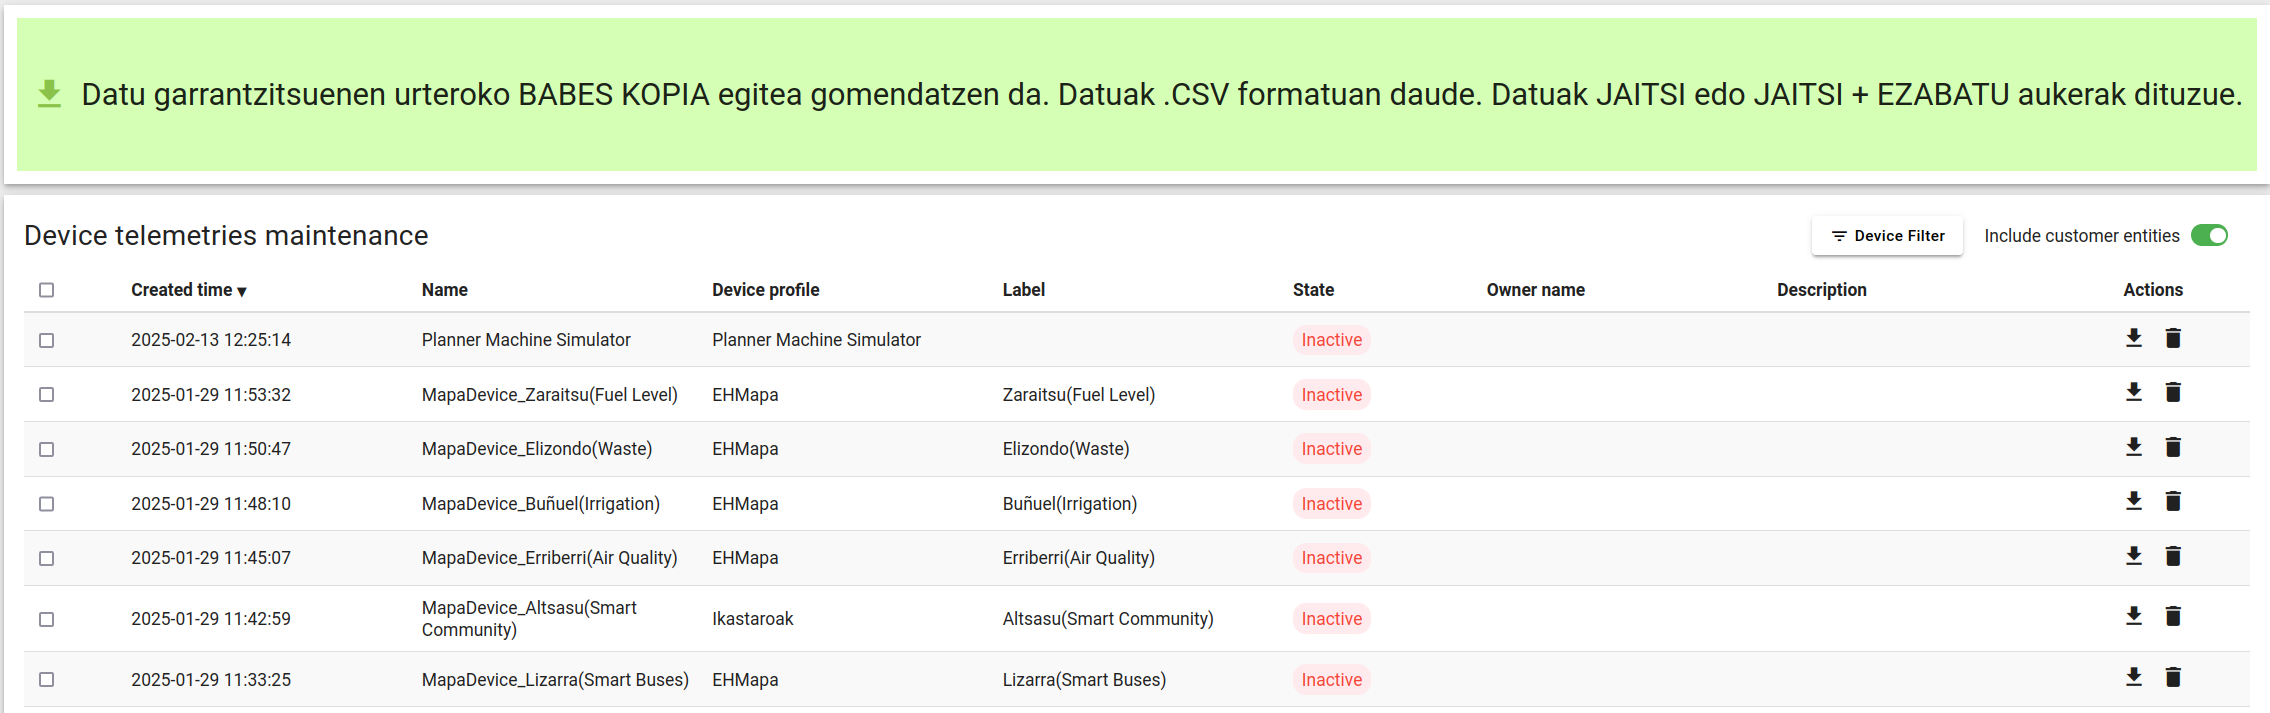 Datu garrantzitsuenen urteroko BABES KOPIA egitea gomendatzen da. Datuak .CSV formatuan daude. Datuak JAITSI edo JAITSI + EZABATU aukerak dituzue.
Device telemetries maintenance Device Filter Include customer entities
Created time ▼ Name Device profile Label State Owner name Description Actions
2025-02-13 12:25:14 Planner Machine Simulator Planner Machine Simulator Inactive
2025-01-29 11:53:32 MapaDevice_Zaraitsu(Fuel Level) EHMapa Zaraitsu(Fuel Level) Inactive
2025-01-29 11:50:47 MapaDevice_Elizondo(Waste) EHMapa Elizondo(Waste) Inactive
2025-01-29 11:48:10 MapaDevice_Buñuel(Irrigation) EHMapa Buñuel(Irrigation) Inactive
2025-01-29 11:45:07 MapaDevice_Erriberri(Air Quality) EHMapa Erriberri(Air Quality) Inactive
2025-01-29 11:42:59 MapaDevice_Altsasu(Smart
Community) Ikastaroak Altsasu(Smart Community) Inactive
2025-01-29 11:33:25 MapaDevice_Lizarra(Smart Buses) EHMapa Lizarra(Smart Buses) Inactive